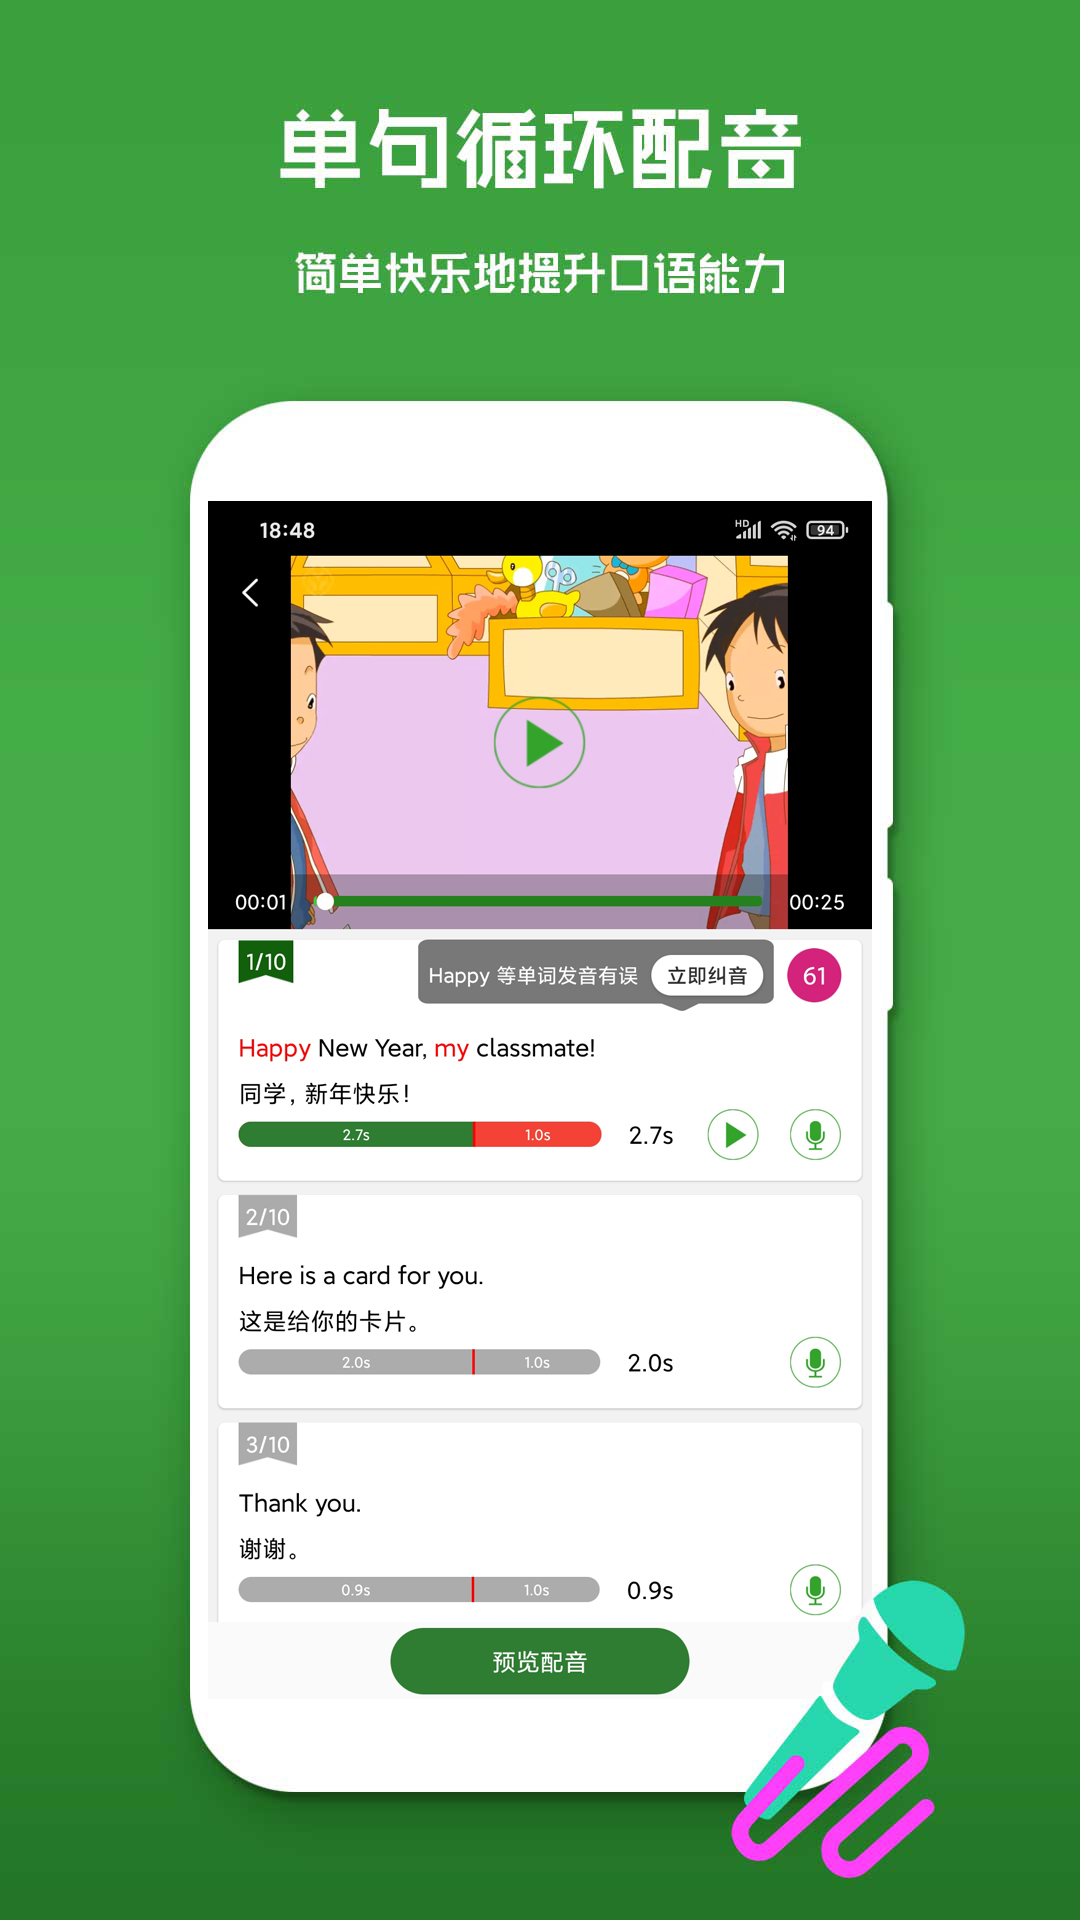 单句循环配音
简单快乐地提升口语能力
18:48
HD
94
00:01
00:25
1/10
Happy 等单词发音有误
立即纠音
61
Happy New Year, my classmate!
同学，新年快乐！
2.7s
1.0s
2.7s
2/10
Here is a card for you.
这是给你的卡片。
2.0s
1.0s
2.0s
3/10
Thank you.
谢谢。
0.9s
1.0s
0.9s
预览配音